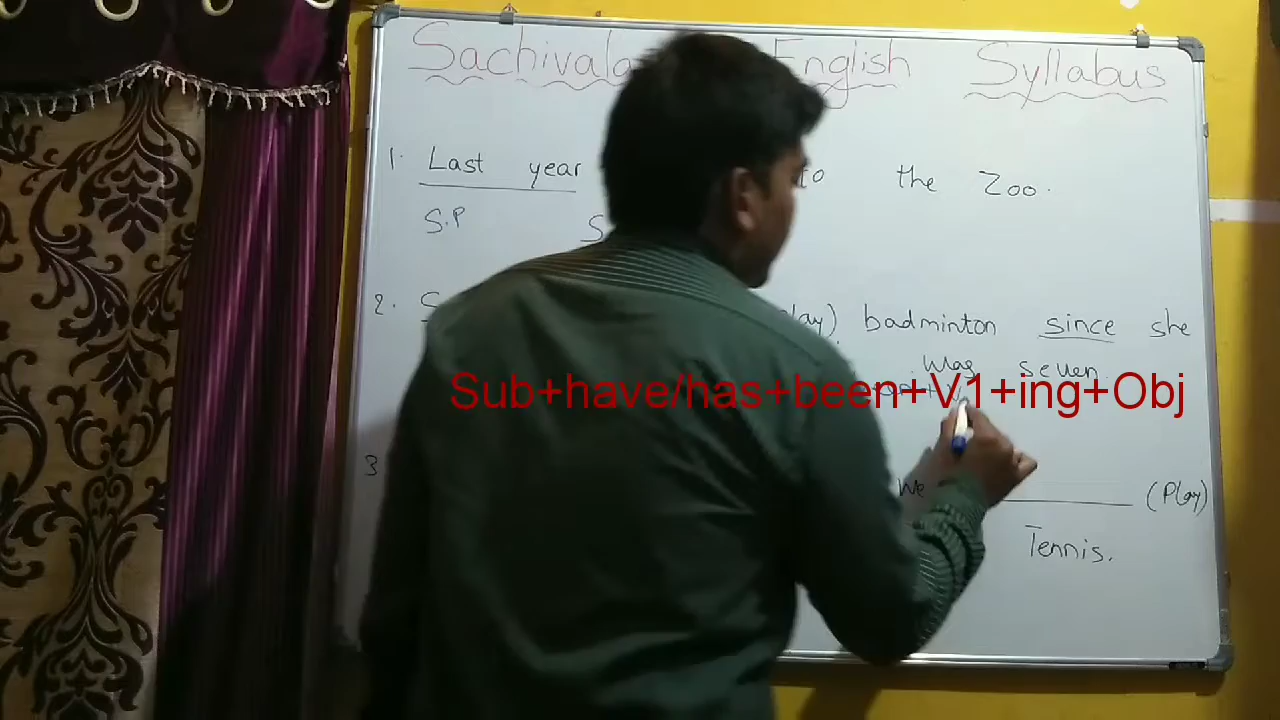 Sachivala English Syllabus
1. Last year to the Zoo.
S.P S
2. S lay) badminton since she
was seven.
Sub+have/has+been+V1+ing+Obj
3 we (Play)
Tennis.